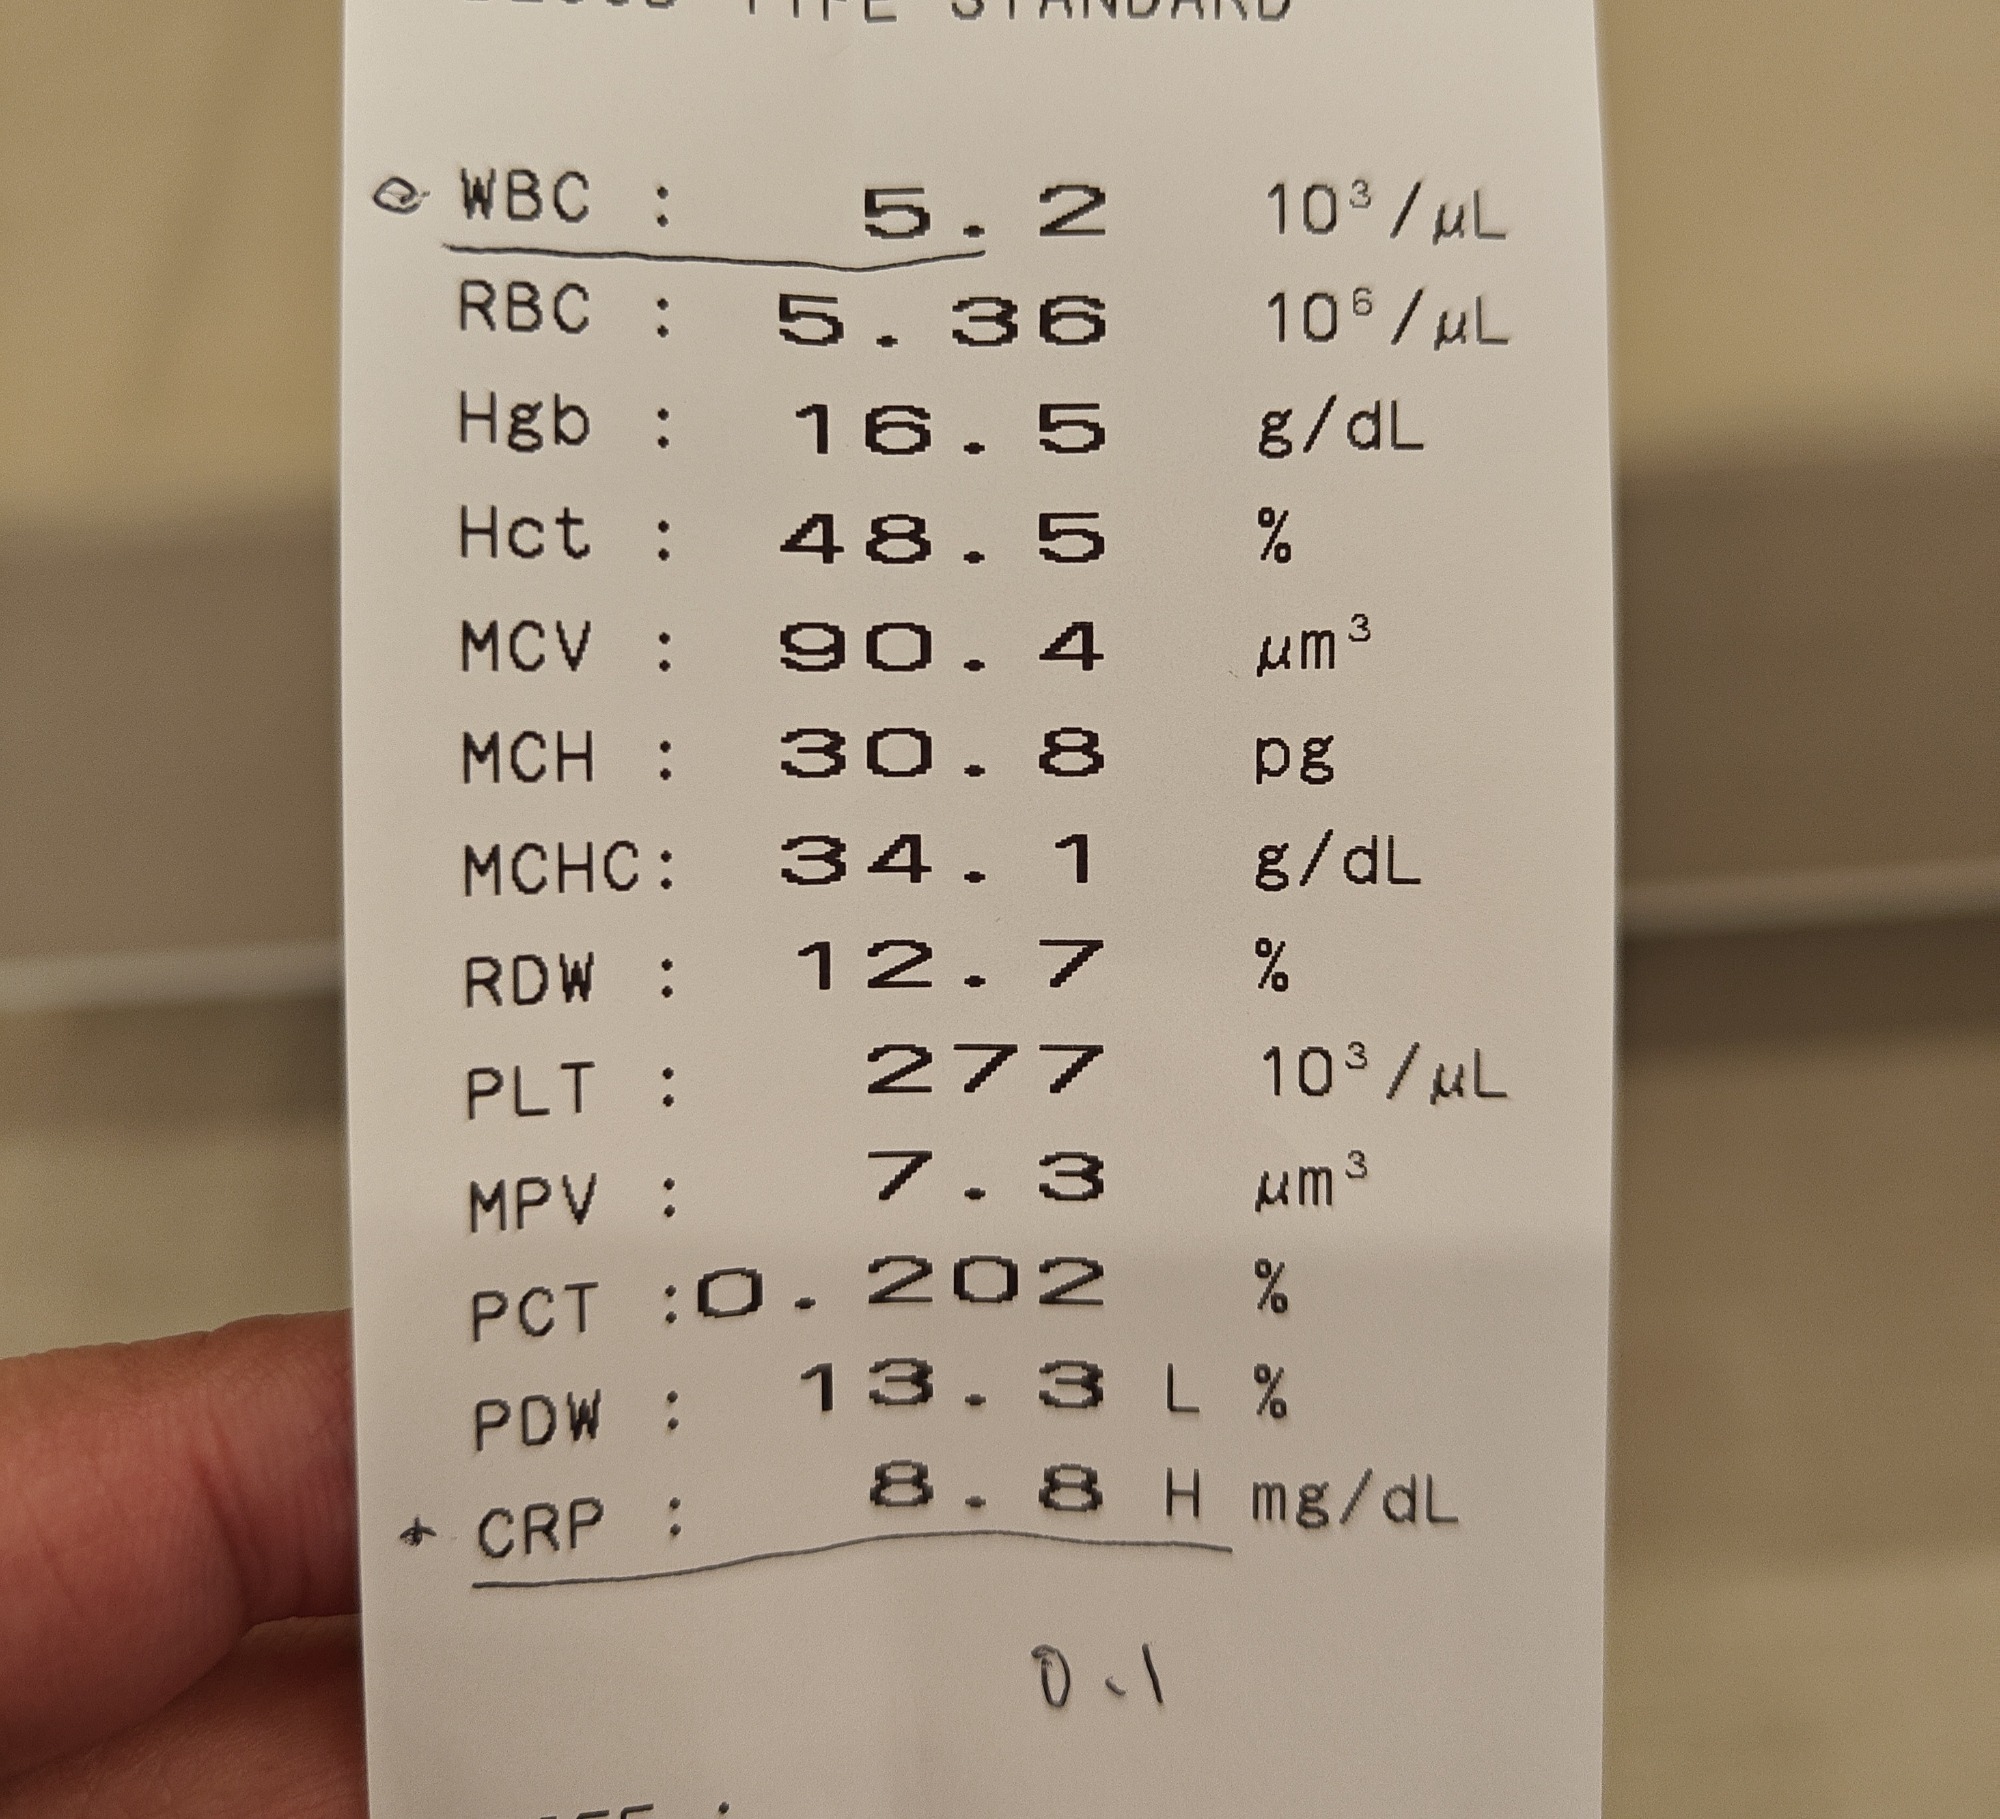 TYPE STANDARD
WBC : 5.2 10³/µL
RBC : 5.36 10⁶/µL
Hgb : 16.5 g/dL
Hct : 48.5 %
MCV : 90.4 µm³
MCH : 30.8 pg
MCHC: 34.1 g/dL
RDW : 12.7 %
PLT : 277 10³/µL
MPV : 7.3 µm³
PCT :0.202 %
PDW : 13.3 L %
CRP : 8.8 H mg/dL
0.1